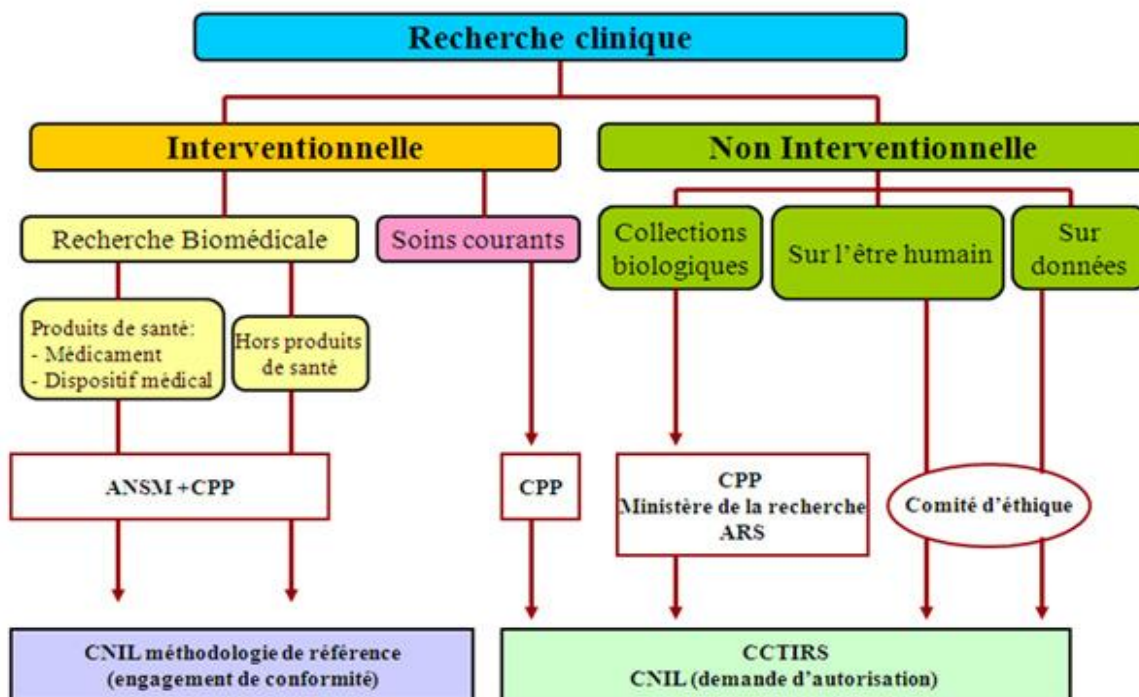 Recherche clinique
Interventionnelle
Non Interventionnelle
Recherche Biomédicale
Soins courants
Collections
biologiques
Sur l'être humain
Sur
données
Produits de santé:
- Médicament
- Dispositif médical
Hors produits
de santé
ANSM +CPP
CPP
CPP
Ministère de la recherche
ARS
Comité d'éthique
CNIL méthodologie de référence
(engagement de conformité)
CCTIRS
CNIL (demande d'autorisation)